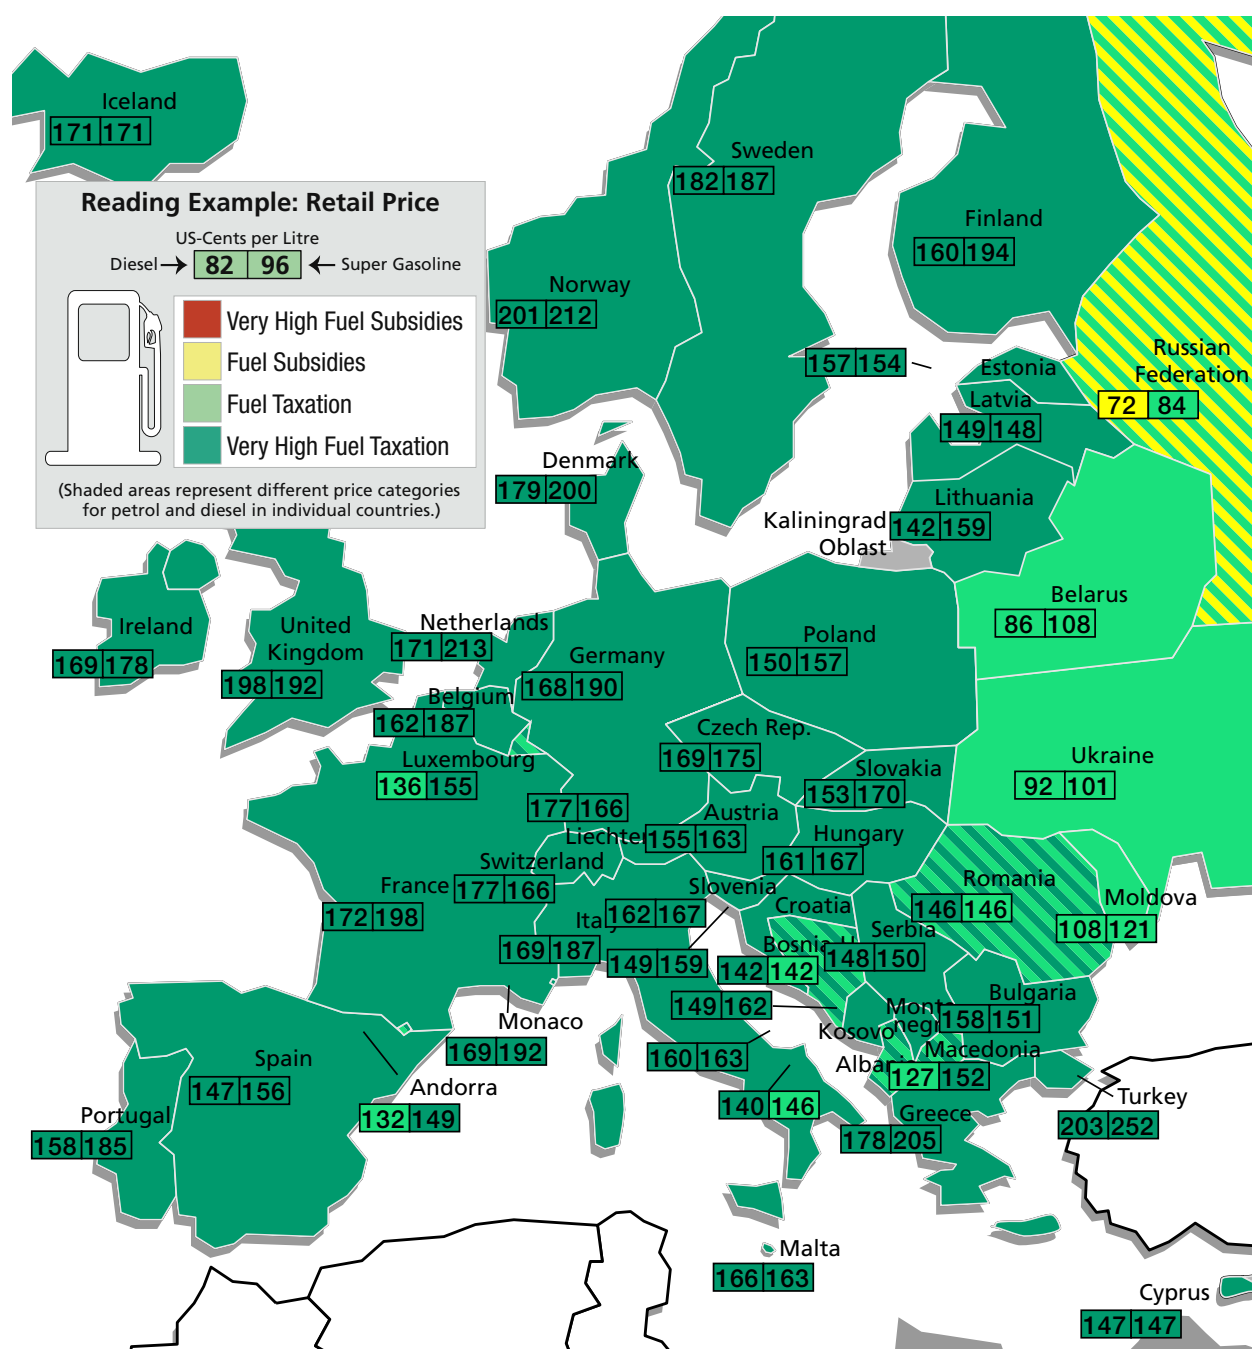 Iceland
171 171
Reading Example: Retail Price
US-Cents per Litre
Diesel 82 96 Super Gasoline
Very High Fuel Subsidies
Fuel Subsidies
Fuel Taxation
Very High Fuel Taxation
(Shaded areas represent different price categories
for petrol and diesel in individual countries.)
Sweden
182 187
Finland
160 194
Norway
201 212
157 154
Estonia
Russian
Federation
72 84
Latvia
149 148
Denmark
179 200
Lithuania
142 159
Kaliningrad
Oblast
Belarus
86 108
Ireland
169 178
United
Kingdom
198 192
Netherlands
171 213
Germany
168 190
Poland
150 157
Belgium
162 187
Czech Rep.
169 175
Luxembourg
136 155
Slovakia
153 170
Ukraine
92 101
177 166
Liechter
Austria
155 163
Hungary
161 167
Switzerland
177 166
France
172 198
Slovenia
162 167
Croatia
Romania
146 146
Moldova
108 121
Ita
169 187
149 159
Bosnia
142 142
Serbia
148 150
149 162
Monte
negr
Kosovo
Bulgaria
158 151
Monaco
169 192
160 163
Macedonia
Alban
127 152
Spain
147 156
Andorra
132 149
140 146
Greece
178 205
Turkey
203 252
Portugal
158 185
Malta
166 163
Cyprus
147 147